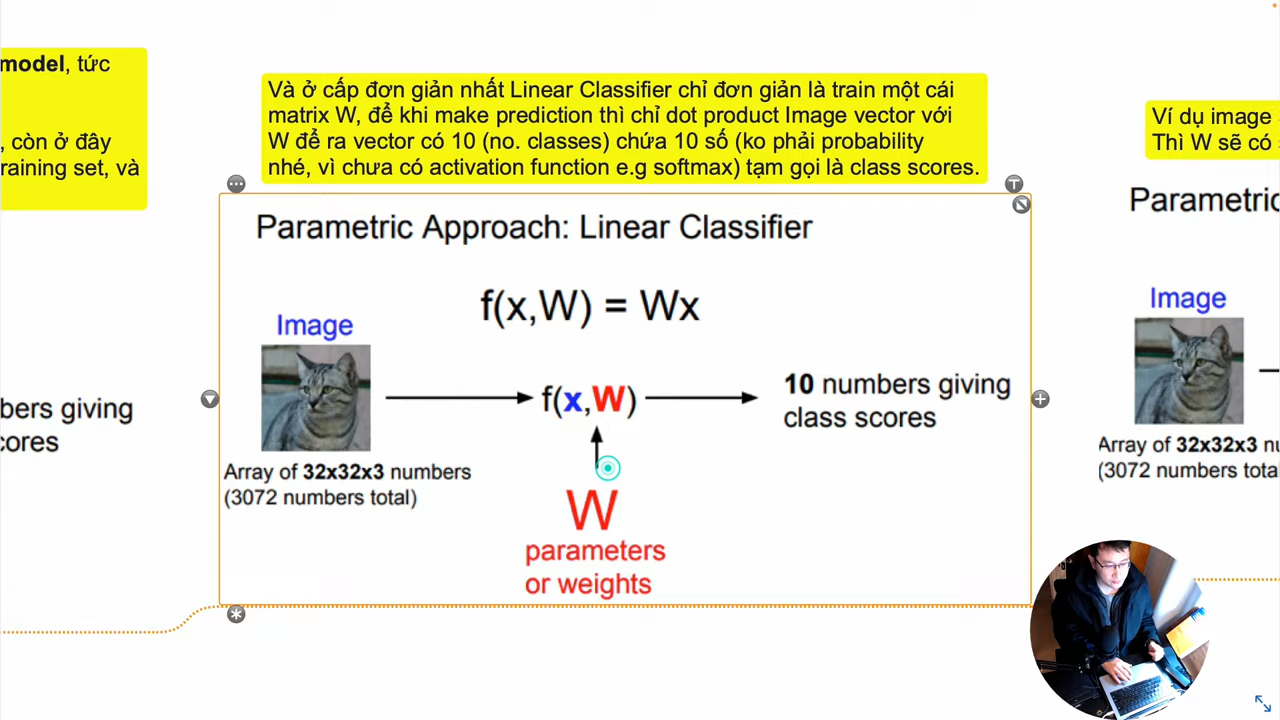 model, tức
, còn ở đây
raining set, và
bers giving
cores
Và ở cấp đơn giản nhất Linear Classifier chỉ đơn giản là train một cái
matrix W, để khi make prediction thì chỉ dot product Image vector với
W để ra vector có 10 (no. classes) chứa 10 số (ko phải probability
nhé, vì chưa có activation function e.g softmax) tạm gọi là class scores.
Parametric Approach: Linear Classifier
f(x,W) = Wx
Image
f(x,W)
10 numbers giving
class scores
Array of 32x32x3 numbers
(3072 numbers total)
W
parameters
or weights
Ví dụ image
Thì W sẽ có
Parametric
Image
Array of 32x32x3 nu
(3072 numbers tota